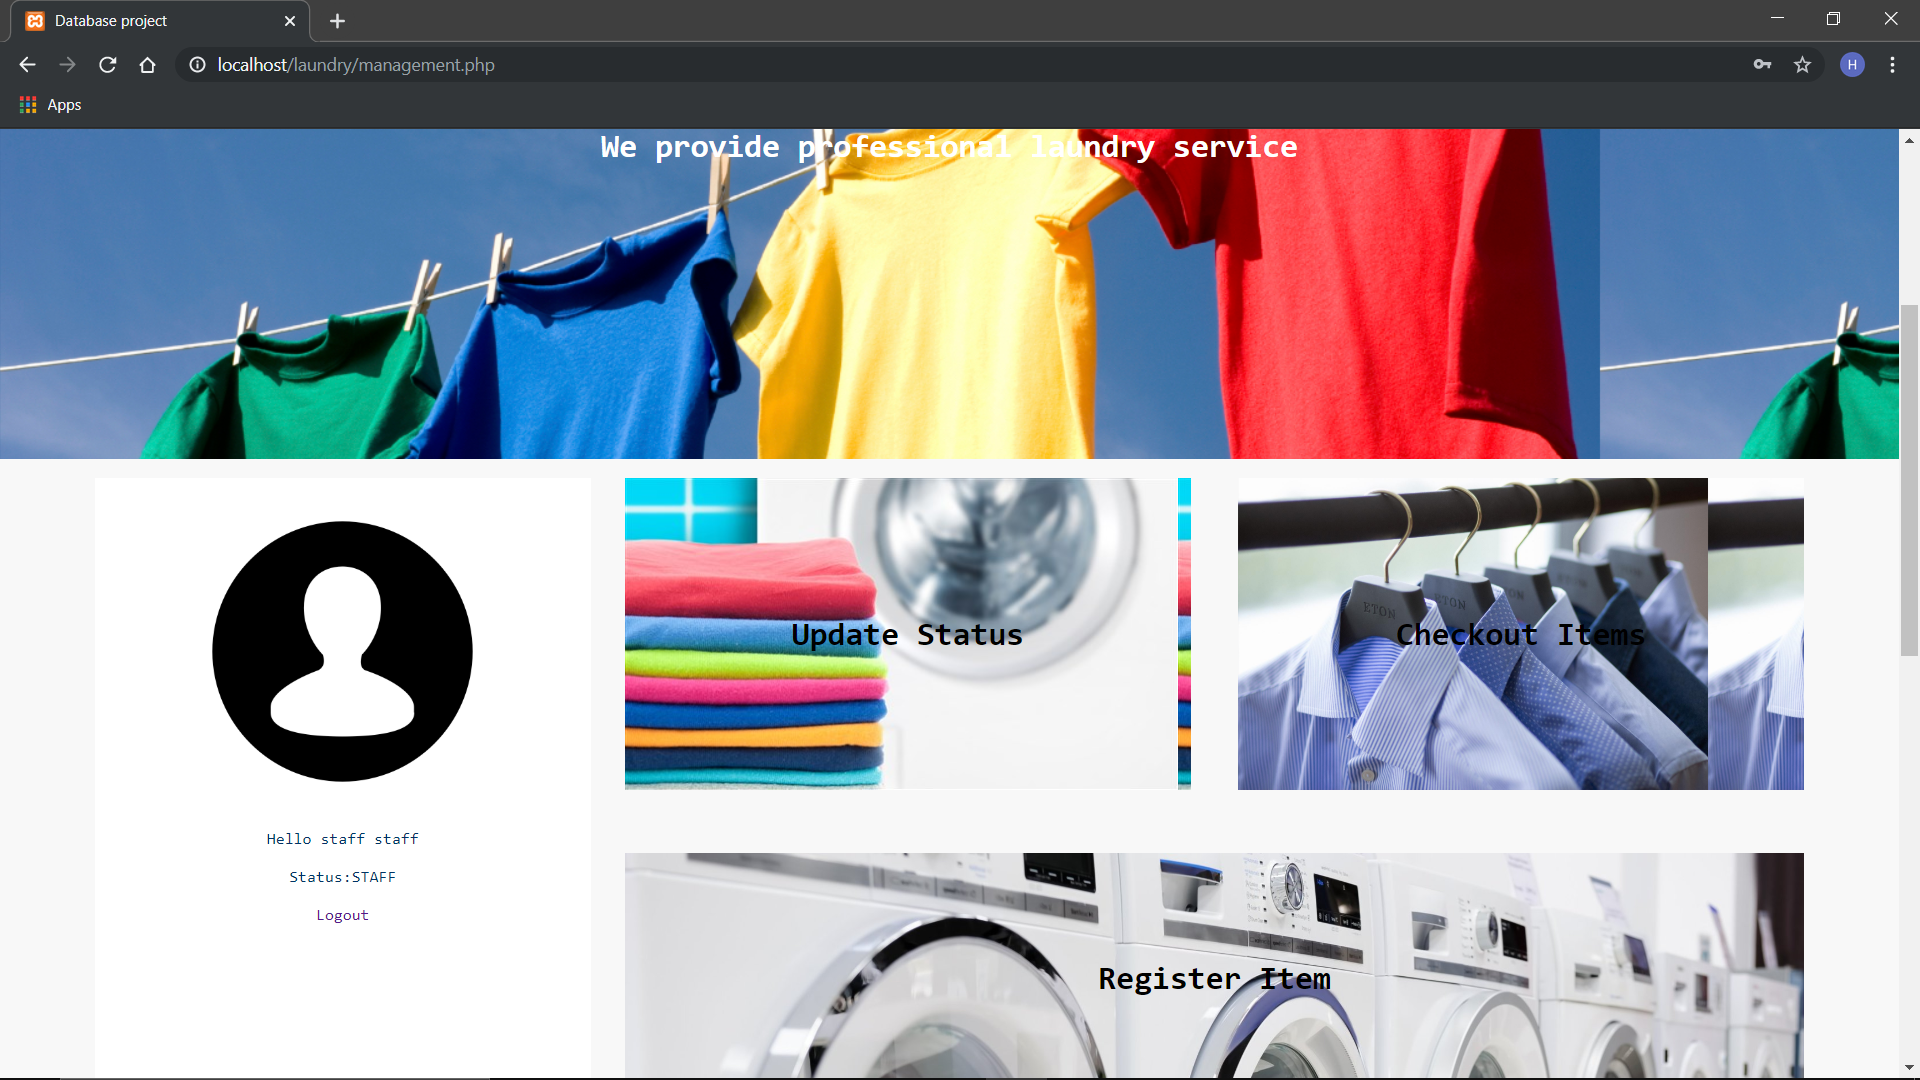 Database project
localhost/laundry/management.php
H
Apps
We provide professional laundry service
Update Status
Checkout Items
ETON
Hello staff staff
Status:STAFF
Logout
Register Item